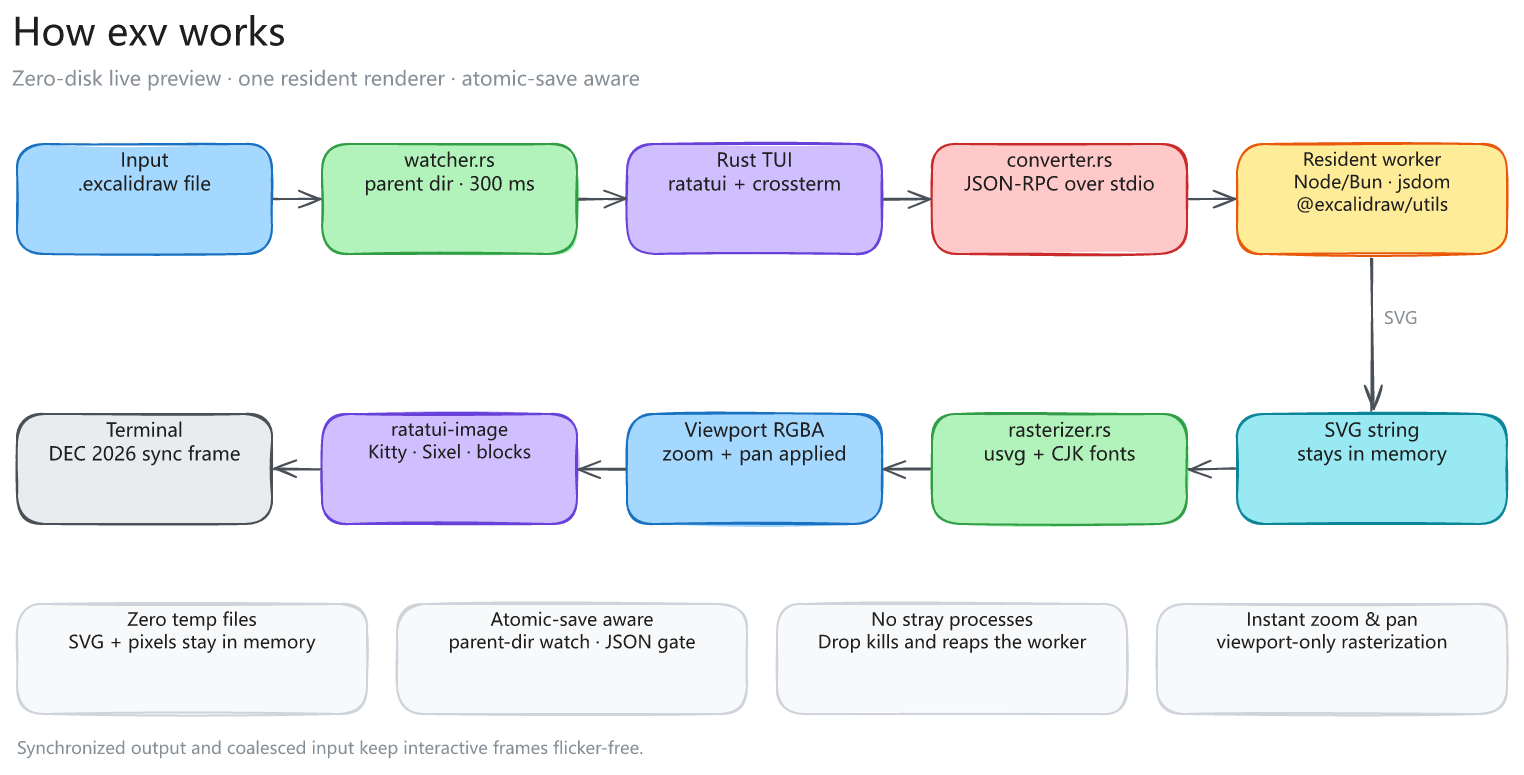 How exv works
Zero-disk live preview · one resident renderer · atomic-save aware
Input
.excalidraw file
watcher.rs
parent dir · 300 ms
Rust TUI
ratatui + crossterm
converter.rs
JSON-RPC over stdio
Resident worker
Node/Bun · jsdom
@excalidraw/utils
SVG
Terminal
DEC 2026 sync frame
ratatui-image
Kitty · Sixel · blocks
Viewport RGBA
zoom + pan applied
rasterizer.rs
usvg + CJK fonts
SVG string
stays in memory
Zero temp files
SVG + pixels stay in memory
Atomic-save aware
parent-dir watch · JSON gate
No stray processes
Drop kills and reaps the worker
Instant zoom & pan
viewport-only rasterization
Synchronized output and coalesced input keep interactive frames flicker-free.